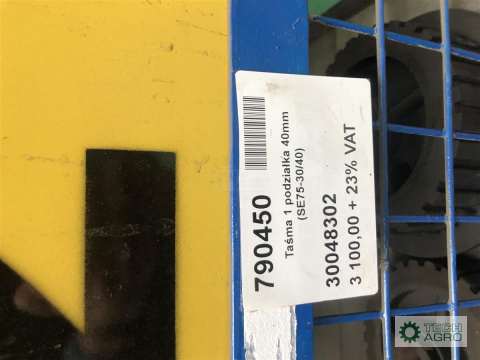 790450
Taśma 1 podziałka 40mm
(SE75-30/40)
30048302
3 100,00 + 23% VAT
TECH
AGRO